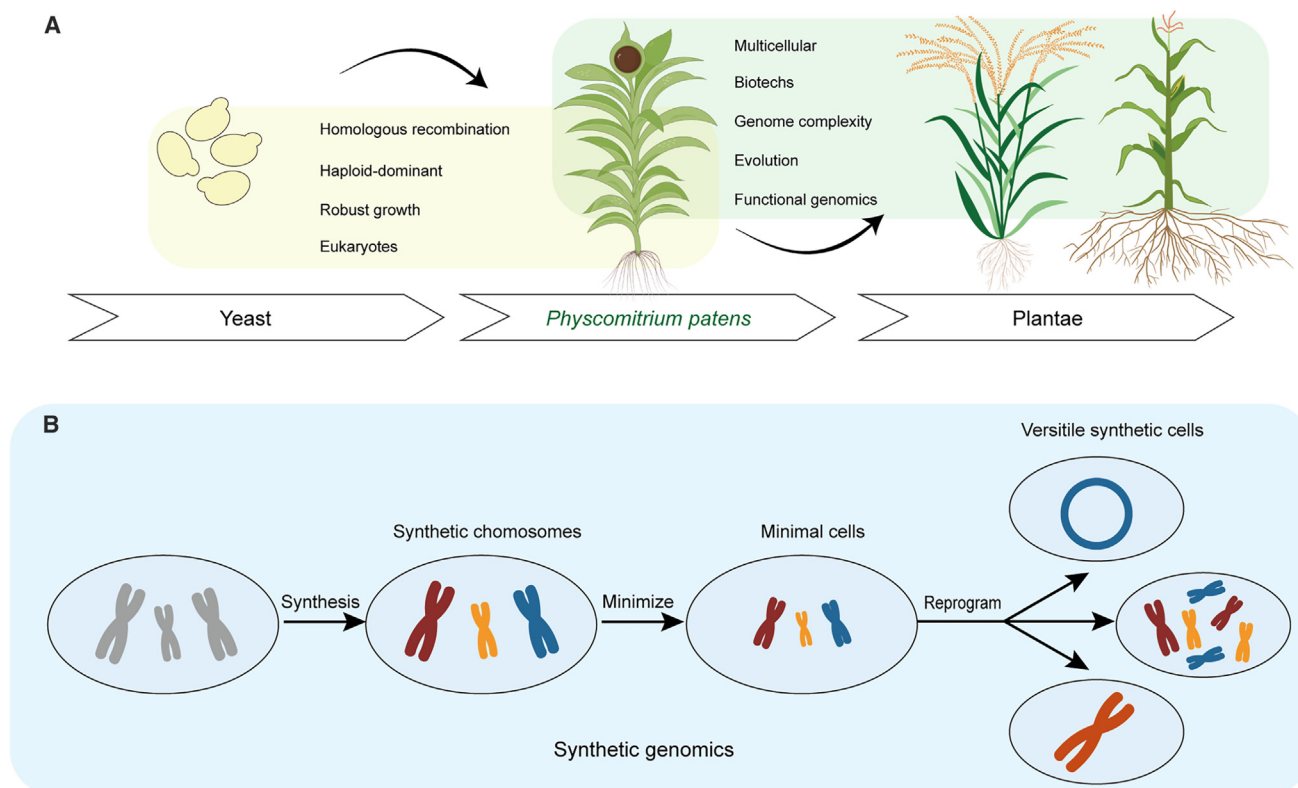 A
Homologous recombination
Haploid-dominant
Robust growth
Eukaryotes
Multicellular
Biotechs
Genome complexity
Evolution
Functional genomics
Yeast
Physcomitrium patens
Plantae
B
Versitile synthetic cells
Synthetic chromosomes
Minimal cells
Synthesis
Minimize
Reprogram
Synthetic genomics